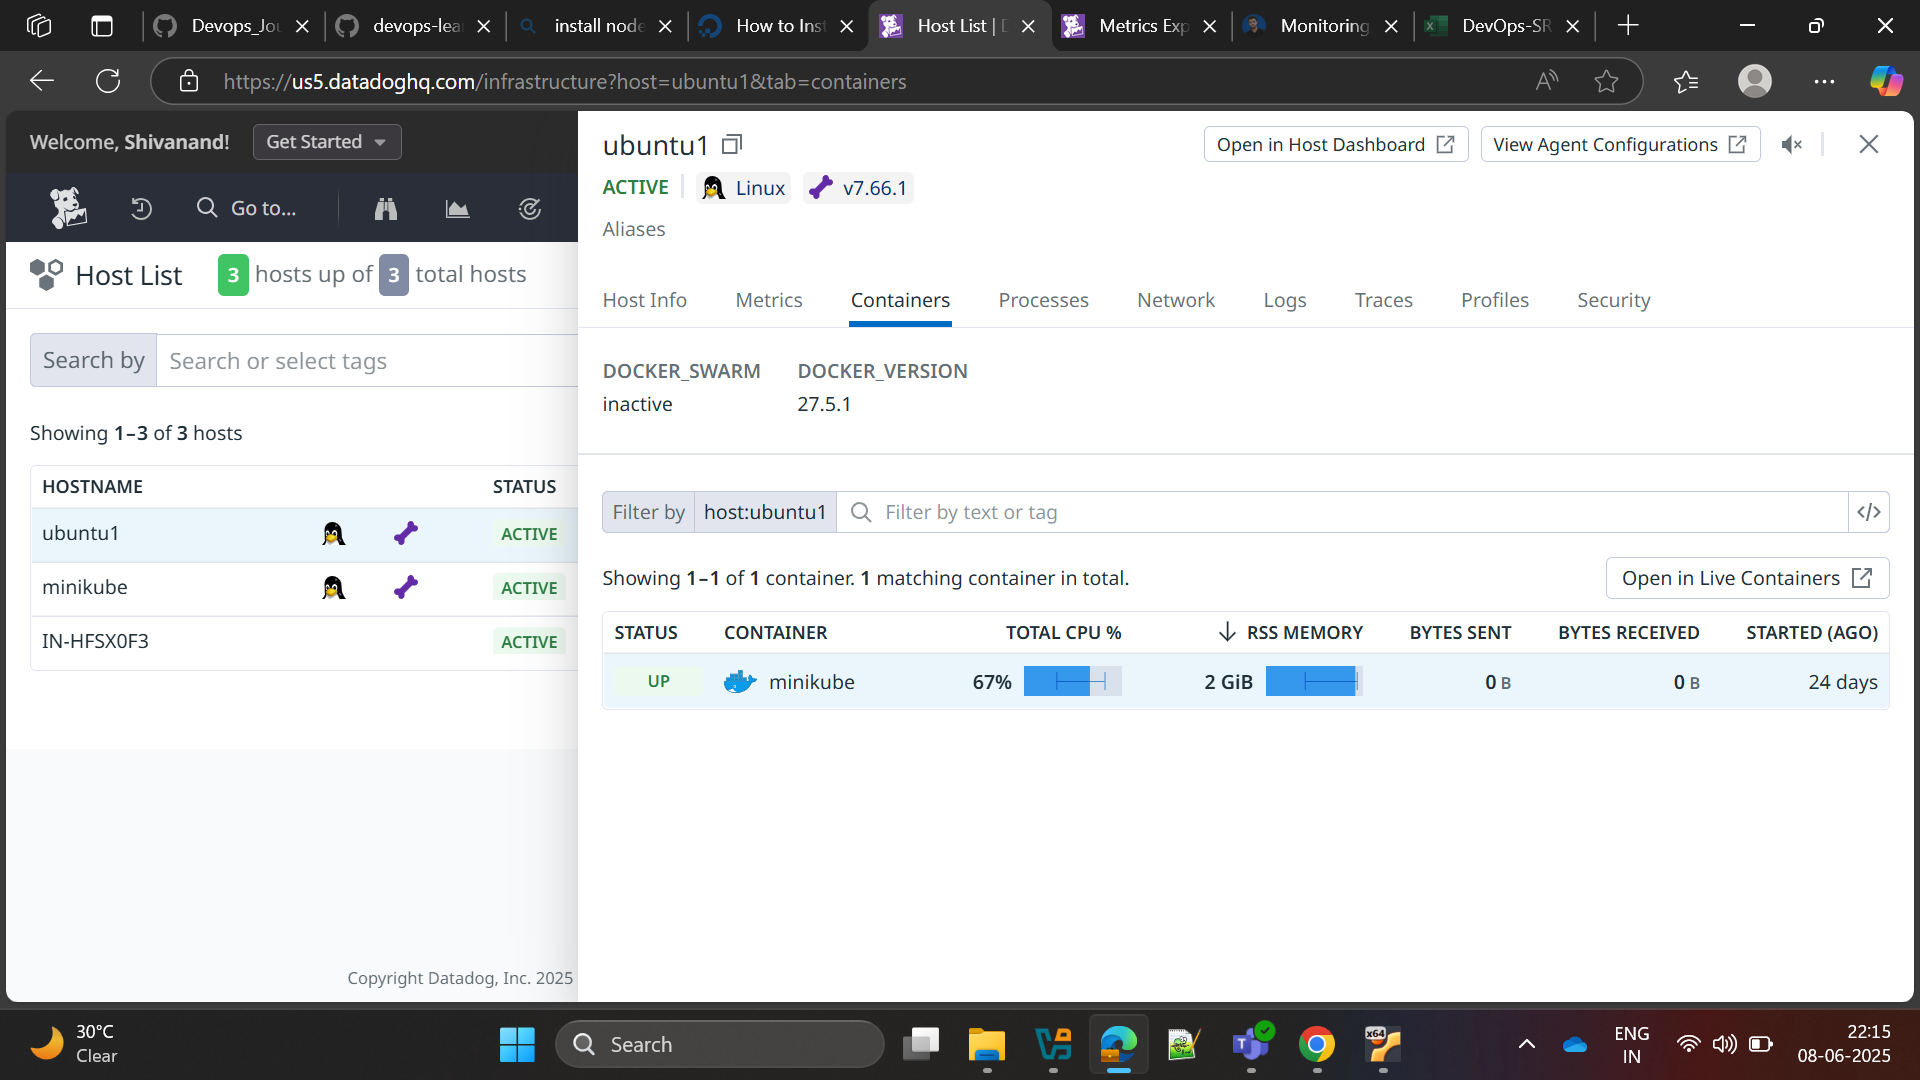 Devops_Jou
devops-lear
install node
How to Inst
Host List | D
Metrics Exp
Monitoring
DevOps-SR
https://us5.datadoghq.com/infrastructure?host=ubuntu1&tab=containers
Welcome, Shivanand!
Get Started
Go to...
Host List
3 hosts up of 3 total hosts
Search by
Search or select tags
Showing 1–3 of 3 hosts
HOSTNAME STATUS
ubuntu1 ACTIVE
minikube ACTIVE
IN-HFSX0F3 ACTIVE
Copyright Datadog, Inc. 2025
ubuntu1
Open in Host Dashboard
View Agent Configurations
ACTIVE
Linux
v7.66.1
Aliases
Host Info Metrics Containers Processes Network Logs Traces Profiles Security
DOCKER_SWARM DOCKER_VERSION
inactive 27.5.1
Filter by host:ubuntu1 Filter by text or tag
Showing 1–1 of 1 container. 1 matching container in total.
Open in Live Containers
STATUS CONTAINER TOTAL CPU % RSS MEMORY BYTES SENT BYTES RECEIVED STARTED (AGO)
UP minikube 67% 2 GiB 0 B 0 B 24 days
30°C
Clear
Search
x64
ENG
IN
22:15
08-06-2025